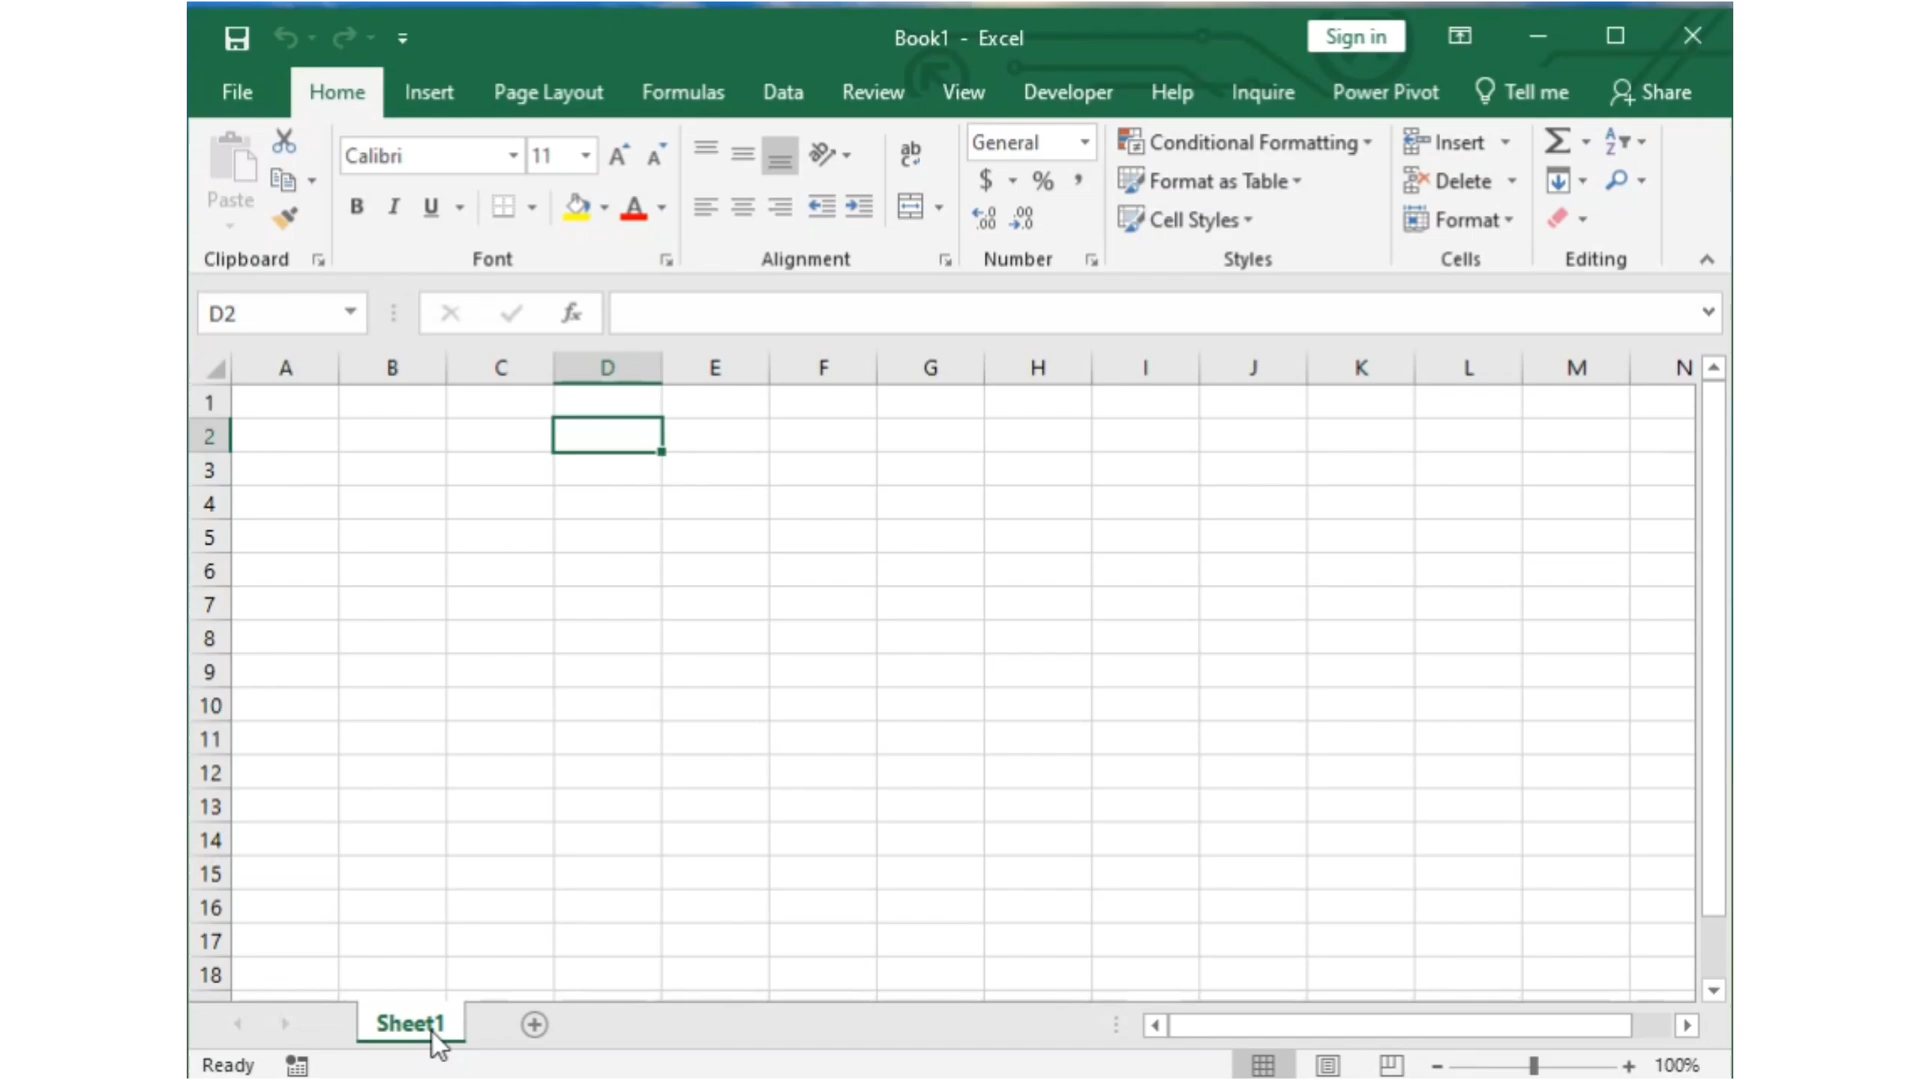 Book1 - Excel
Sign in
File Home Insert Page Layout Formulas Data Review View Developer Help Inquire Power Pivot Tell me Share
Paste
Calibri 11
B I U
ab
General
$ % ,
Conditional Formatting
Format as Table
Cell Styles
Insert
Delete
Format
Clipboard Font Alignment Number Styles Cells Editing
D2 fx
A B C D E F G H I J K L M N
1
2
3
4
5
6
7
8
9
10
11
12
13
14
15
16
17
18
Sheet1
Ready 100%